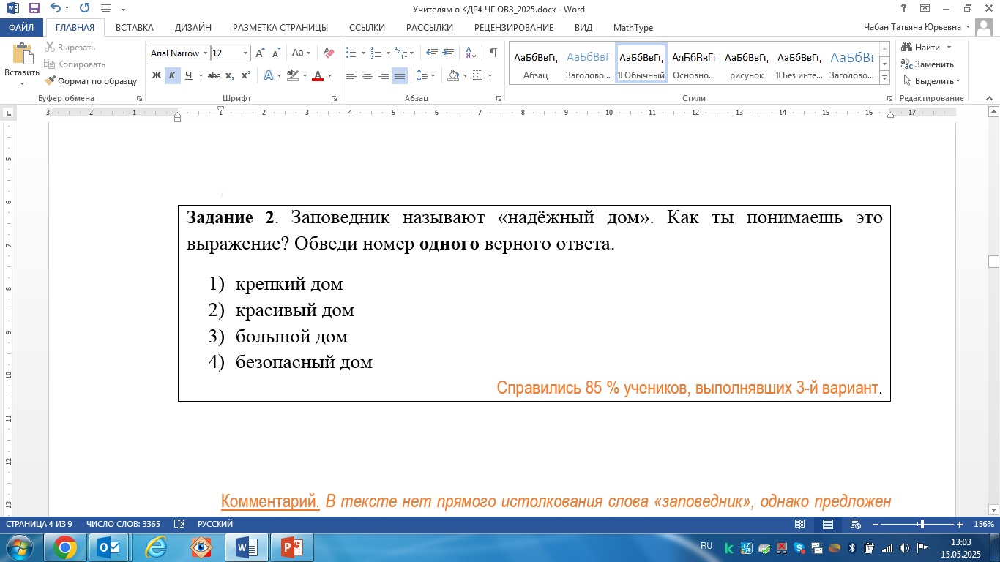 Учителям о КДР4 ЧГ ОВЗ_2025.docx - Word
ФАЙЛ ГЛАВНАЯ ВСТАВКА ДИЗАЙН РАЗМЕТКА СТРАНИЦЫ ССЫЛКИ РАССЫЛКИ РЕЦЕНЗИРОВАНИЕ ВИД MathType Чабан Татьяна Юрьевна
Вставить
Вырезать
Копировать
Формат по образцу
Буфер обмена
Arial Narrow 12
Шрифт
Абзац
АаБбВвГг, АаБбВвГ АаБбВвГг, АаБбВвГг АаБбВвГг, АаБбВвГг, АаБбВв
Абзац Заголово... ¶ Обычный Основно... рисунок ¶ Без инте... Заголово...
Стили
Найти
Заменить
Выделить
Редактирование
3 2 1 1 2 3 4 5 6 7 8 9 10 11 12 13 14 15 16 17
5
6
7
8
9
10
11
12
13
Задание 2. Заповедник называют «надёжный дом». Как ты понимаешь это
выражение? Обведи номер одного верного ответа.
1) крепкий дом
2) красивый дом
3) большой дом
4) безопасный дом
Справились 85 % учеников, выполнявших 3-й вариант.
Комментарий. В тексте нет прямого истолкования слова «заповедник», однако предложен
СТРАНИЦА 4 ИЗ 9 ЧИСЛО СЛОВ: 3365 РУССКИЙ 156%
RU 13:03
15.05.2025